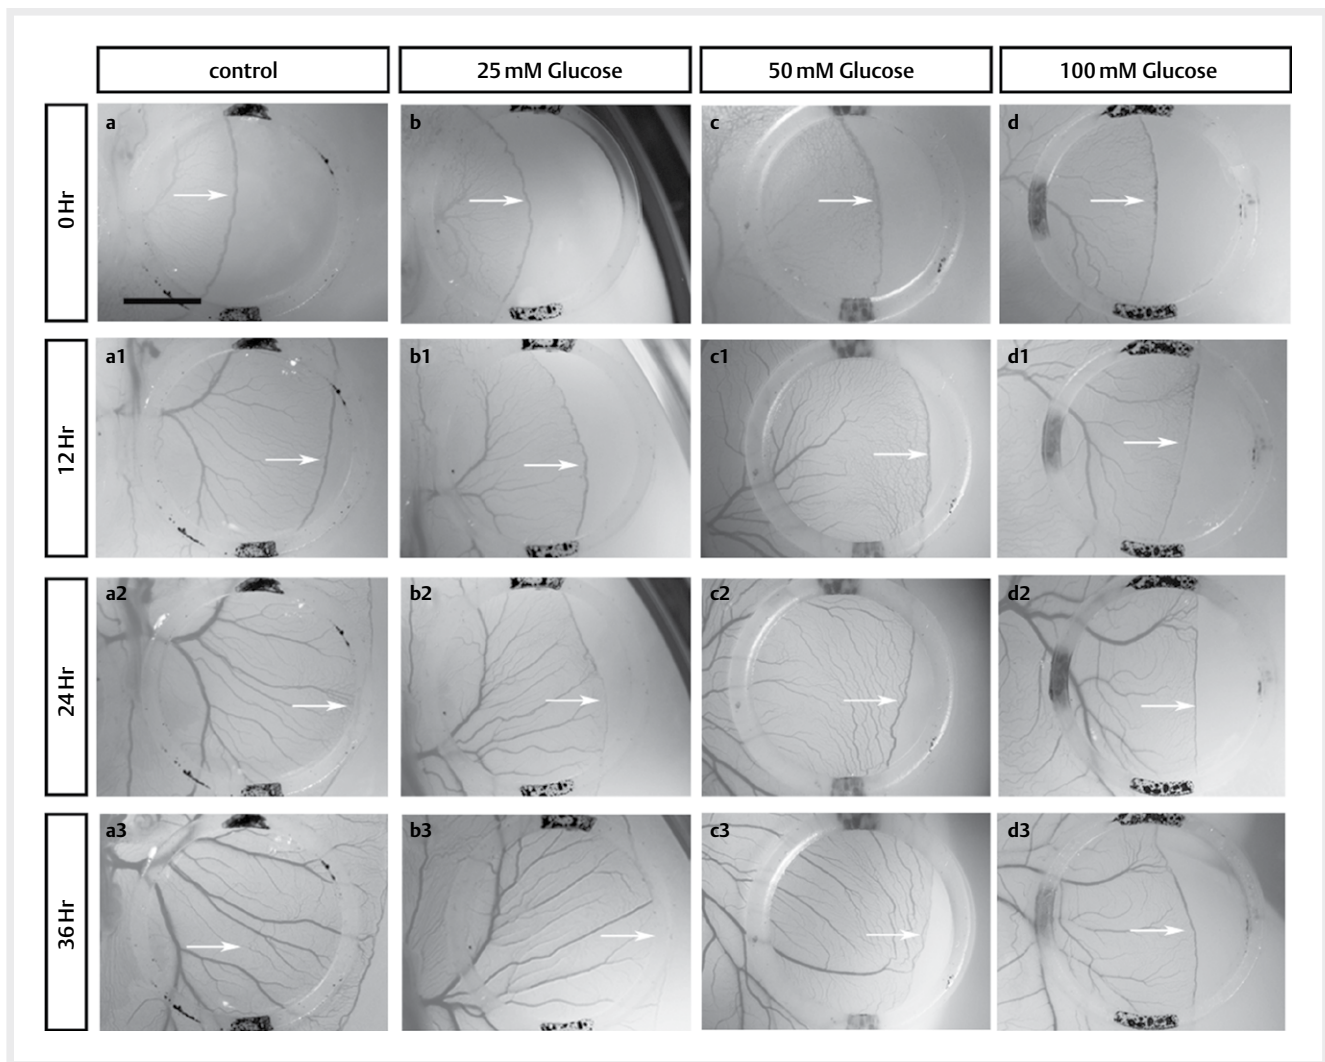 control 25 mM Glucose 50 mM Glucose 100 mM Glucose
0 Hr
a b c d
12 Hr
a1 b1 c1 d1
24 Hr
a2 b2 c2 d2
36 Hr
a3 b3 c3 d3